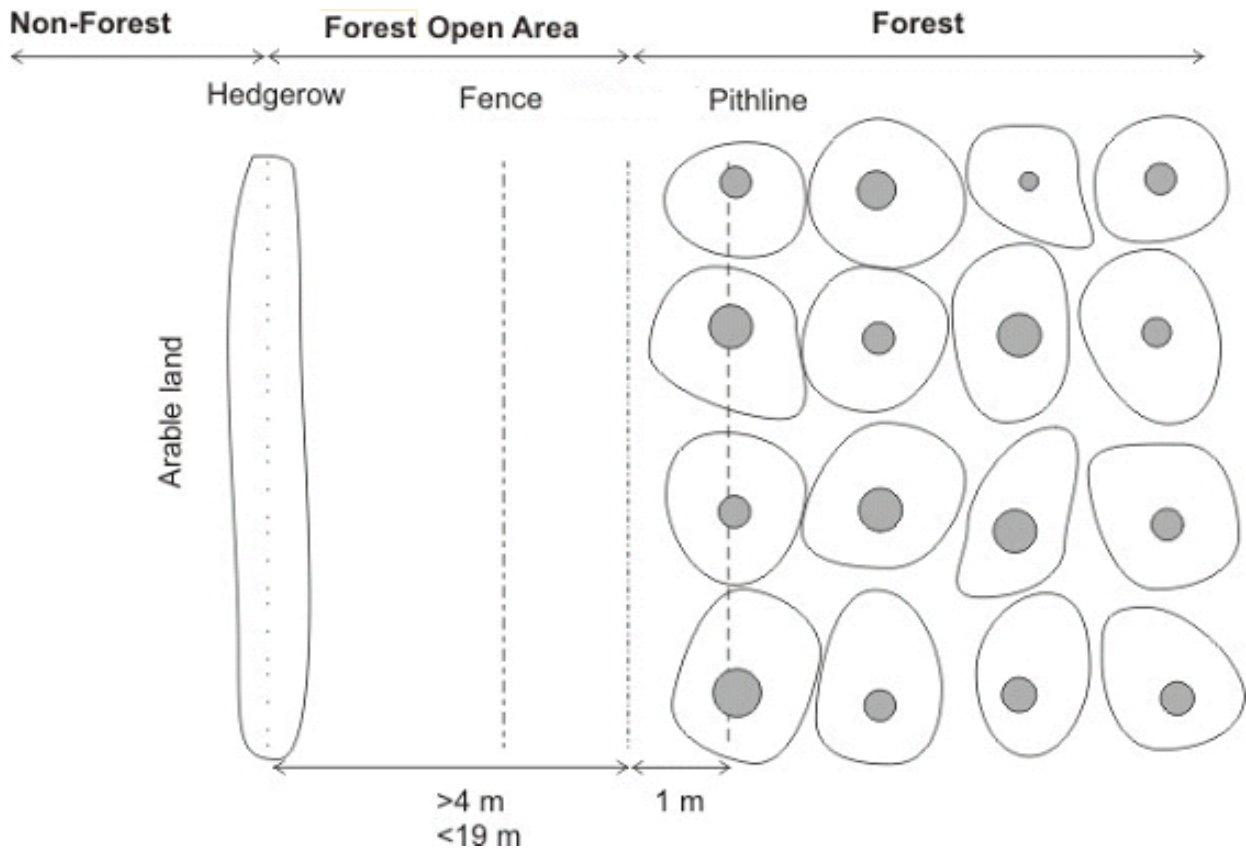 Non-Forest
Forest Open Area
Forest
Hedgerow
Fence
Pithline
Arable land
>4 m
<19 m
1 m